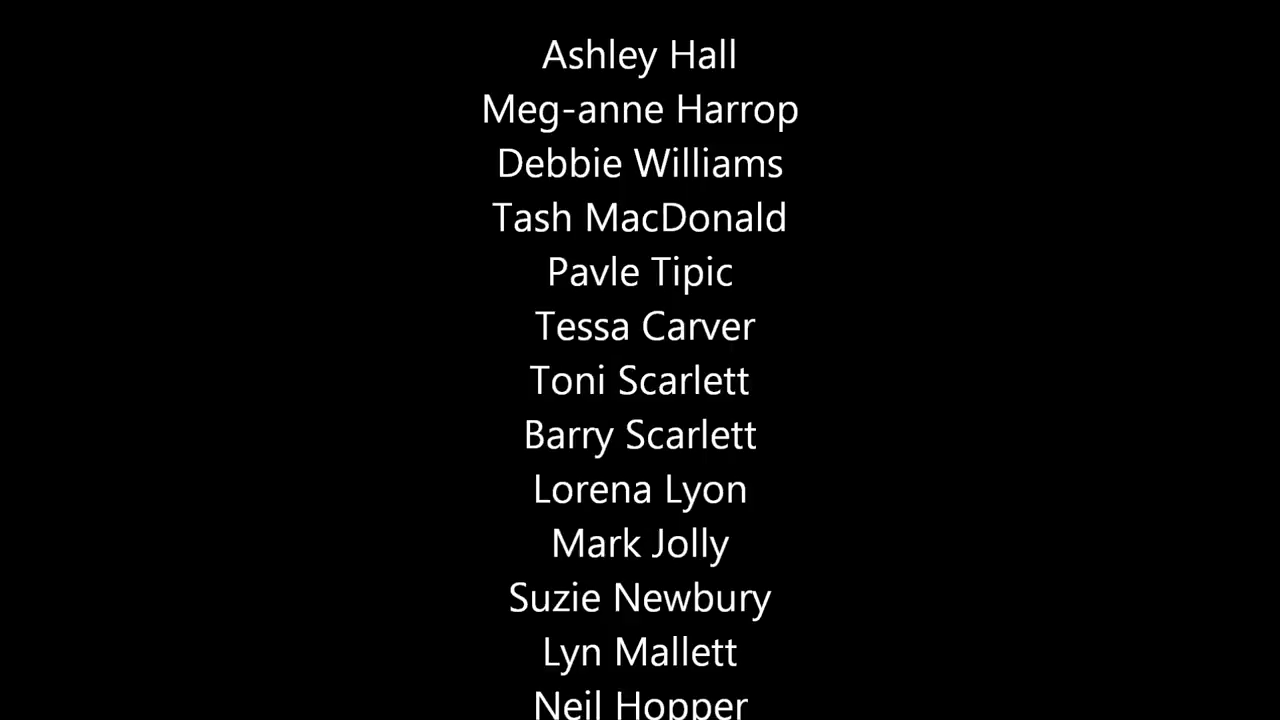 Ashley Hall
Meg-anne Harrop
Debbie Williams
Tash MacDonald
Pavle Tipic
Tessa Carver
Toni Scarlett
Barry Scarlett
Lorena Lyon
Mark Jolly
Suzie Newbury
Lyn Mallett
Neil Hopper